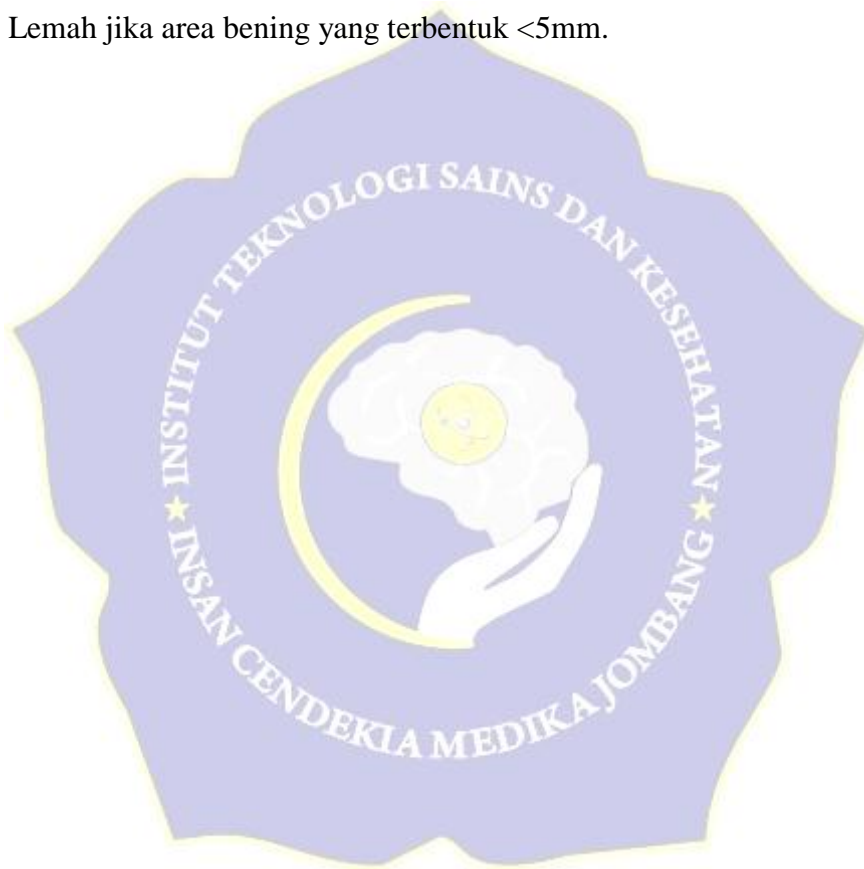 Lemah jika area bening yang terbentuk <5mm.
INSTITUT TEKNOLOGI SAINS DAN KESEHATAN
INSAN CENDEKIA MEDIKA JOMBANG